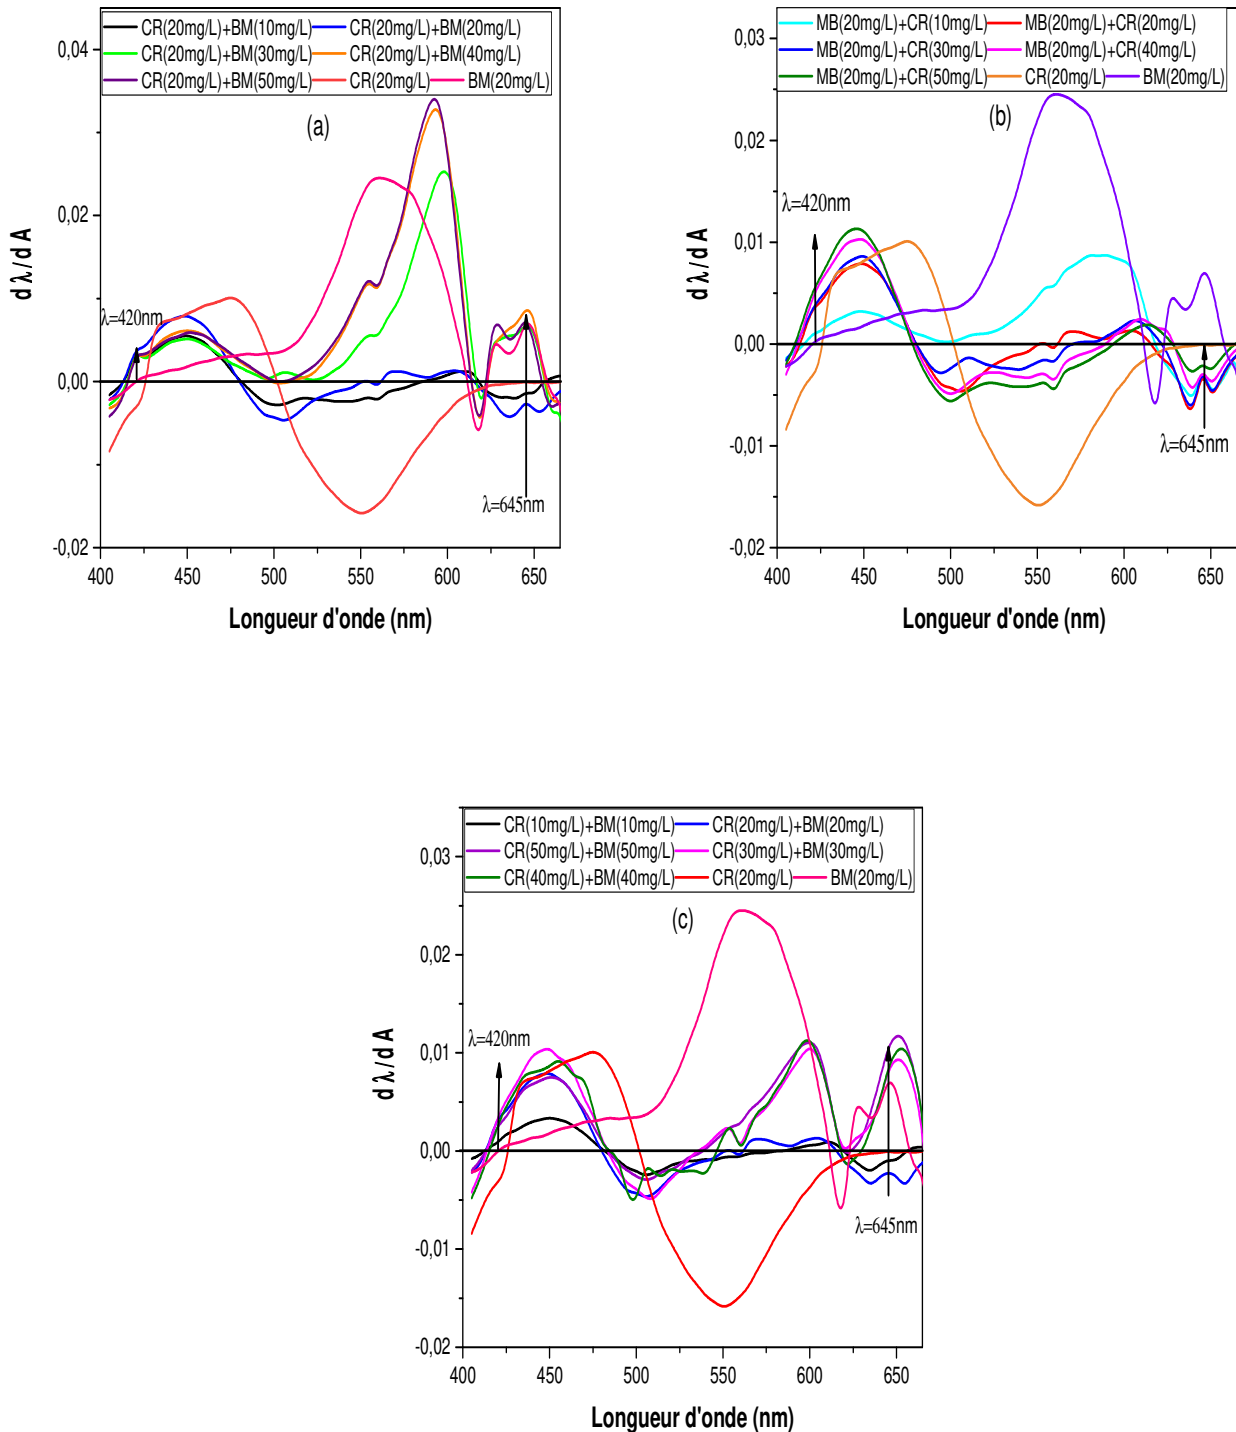 CR(20mg/L)+BM(10mg/L) CR(20mg/L)+BM(20mg/L)
CR(20mg/L)+BM(30mg/L) CR(20mg/L)+BM(40mg/L)
CR(20mg/L)+BM(50mg/L) CR(20mg/L) BM(20mg/L)
(a)
0,04
0,02
0,00
-0,02
d λ / d A
λ=420nm
λ=645nm
400 450 500 550 600 650
Longueur d'onde (nm)
MB(20mg/L)+CR(10mg/L) MB(20mg/L)+CR(20mg/L)
MB(20mg/L)+CR(30mg/L) MB(20mg/L)+CR(40mg/L)
MB(20mg/L)+CR(50mg/L) CR(20mg/L) BM(20mg/L)
(b)
0,03
0,02
0,01
0,00
-0,01
-0,02
d λ / d A
λ=420nm
λ=645nm
400 450 500 550 600 650
Longueur d'onde (nm)
CR(10mg/L)+BM(10mg/L) CR(20mg/L)+BM(20mg/L)
CR(50mg/L)+BM(50mg/L) CR(30mg/L)+BM(30mg/L)
CR(40mg/L)+BM(40mg/L) CR(20mg/L) BM(20mg/L)
(c)
0,03
0,02
0,01
0,00
-0,01
-0,02
d λ / d A
λ=420nm
λ=645nm
400 450 500 550 600 650
Longueur d'onde (nm)